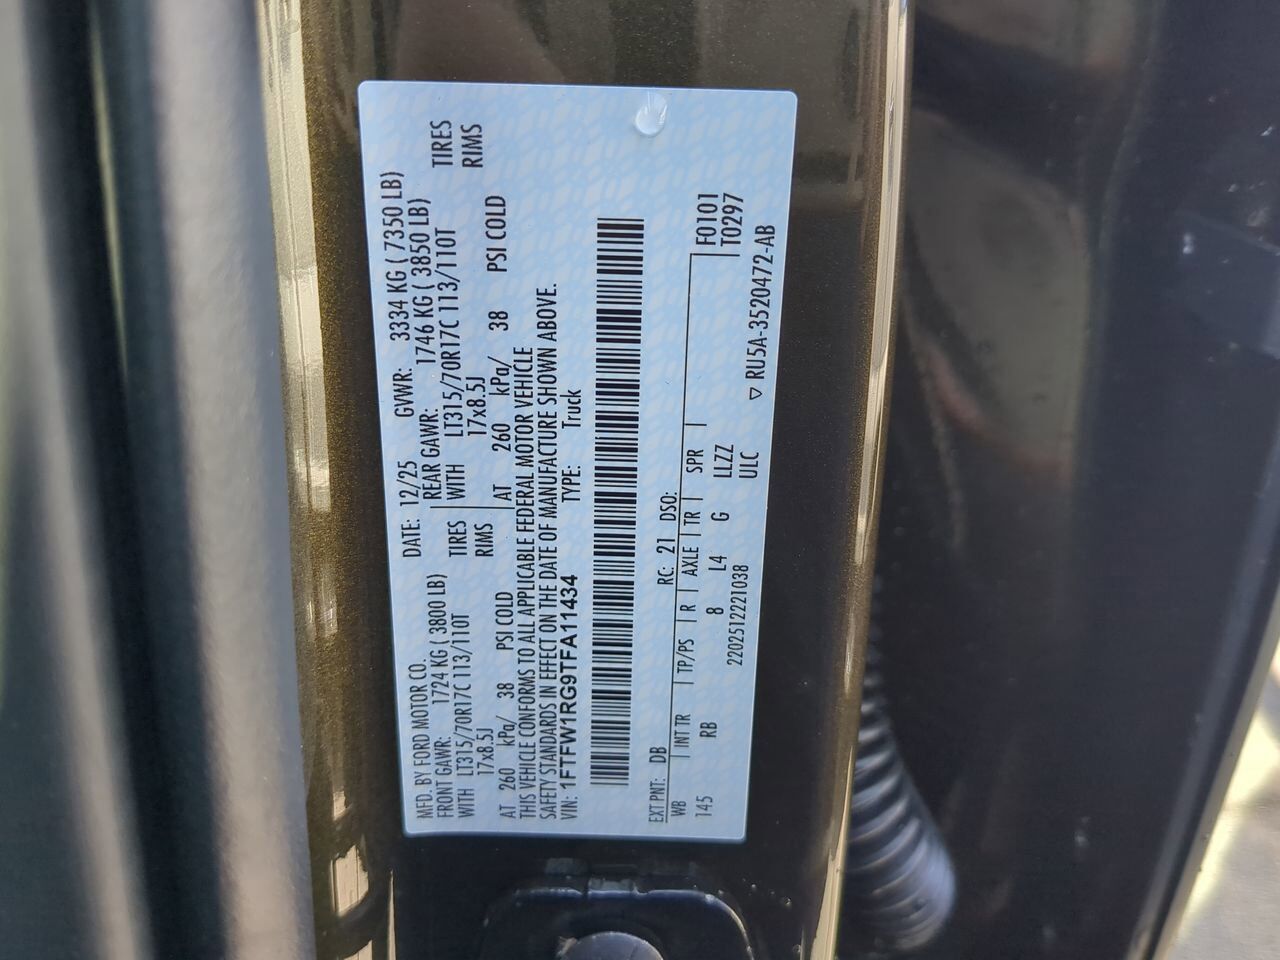 MFD. BY FORD MOTOR CO.
DATE: 12/25 GVWR: 3334 KG ( 7350 LB)
FRONT GAWR: 1724 KG ( 3800 LB)
REAR GAWR: 1746 KG ( 3850 LB)
WITH LT315/70R17C 113/110T TIRES
WITH LT315/70R17C 113/110T TIRES
17x8.5J RIMS
17x8.5J RIMS
AT 260 kPa/ 38 PSI COLD
AT 260 kPa/ 38 PSI COLD
THIS VEHICLE CONFORMS TO ALL APPLICABLE FEDERAL MOTOR VEHICLE
SAFETY STANDARDS IN EFFECT ON THE DATE OF MANUFACTURE SHOWN ABOVE.
VIN: 1FTFW1RG9TFA11434 TYPE: Truck
EXT PNT: DB RC: 21 DSO:
WB INT TR TP/PS R AXLE TR SPR F0101
145 RB 8 L4 G LLZZ T0297
2202512221038 ULC
▽ RU5A-3520472-AB